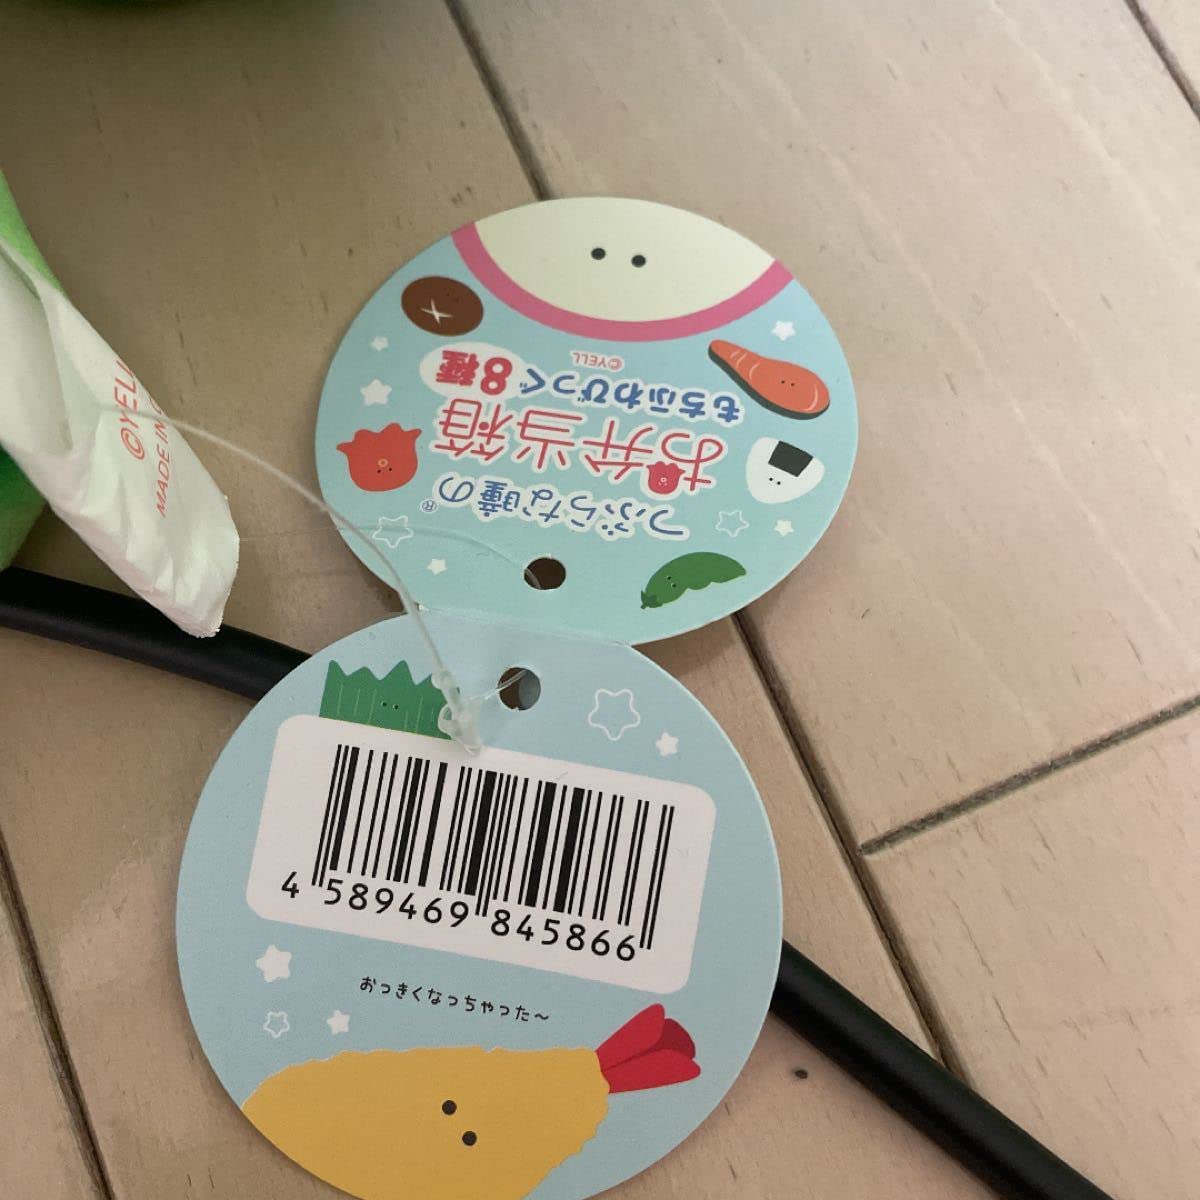 つぶらな瞳の®
お弁当箱
もちふわびっぐ8種
©YELL
4 589469 845866
おっきくなっちゃった～
©YELL
MADE IN